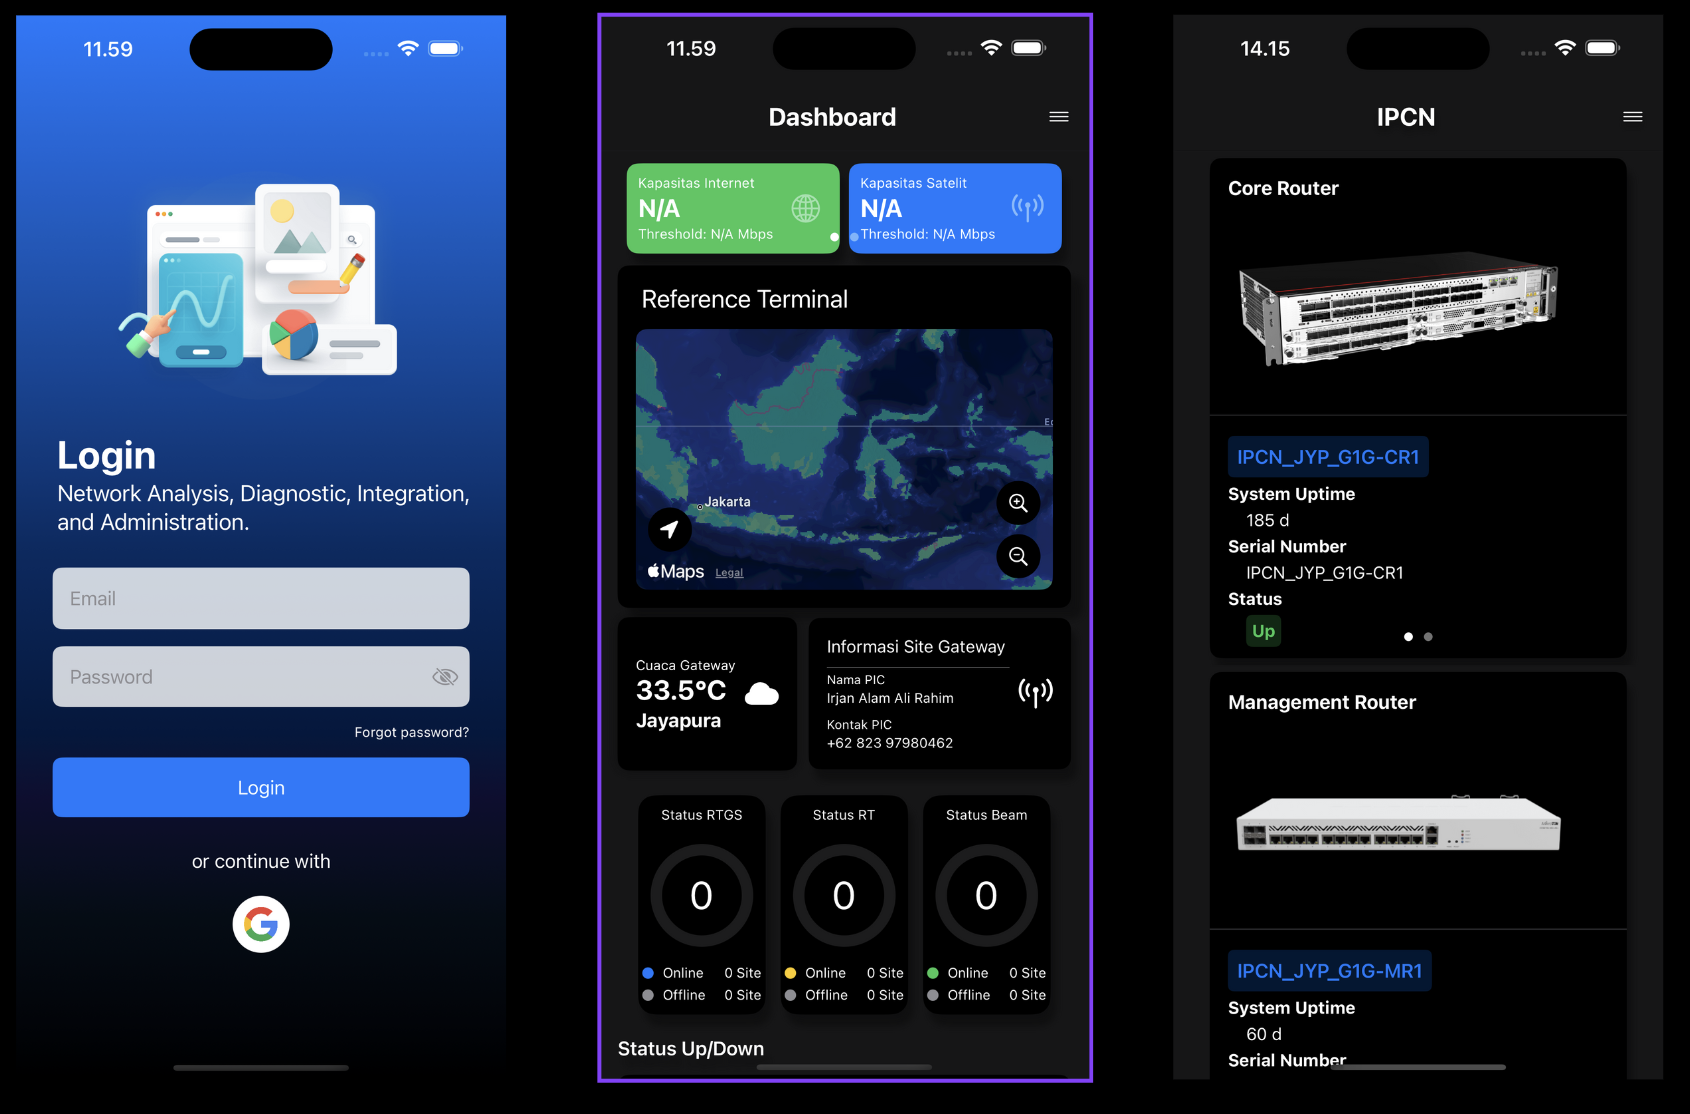 11.59
Login
Network Analysis, Diagnostic, Integration,
and Administration.
Email
Password
Forgot password?
Login
or continue with
11.59
Dashboard
Kapasitas Internet
N/A
Threshold: N/A Mbps
Kapasitas Satelit
N/A
Threshold: N/A Mbps
Reference Terminal
Jakarta
Maps
Legal
Cuaca Gateway
33.5°C
Jayapura
Informasi Site Gateway
Nama PIC
Irjan Alam Ali Rahim
Kontak PIC
+62 823 97980462
Status RTGS
0
Online 0 Site
Offline 0 Site
Status RT
0
Online 0 Site
Offline 0 Site
Status Beam
0
Online 0 Site
Offline 0 Site
Status Up/Down
14.15
IPCN
Core Router
IPCN_JYP_G1G-CR1
System Uptime
185 d
Serial Number
IPCN_JYP_G1G-CR1
Status
Up
Management Router
IPCN_JYP_G1G-MR1
System Uptime
60 d
Serial Number